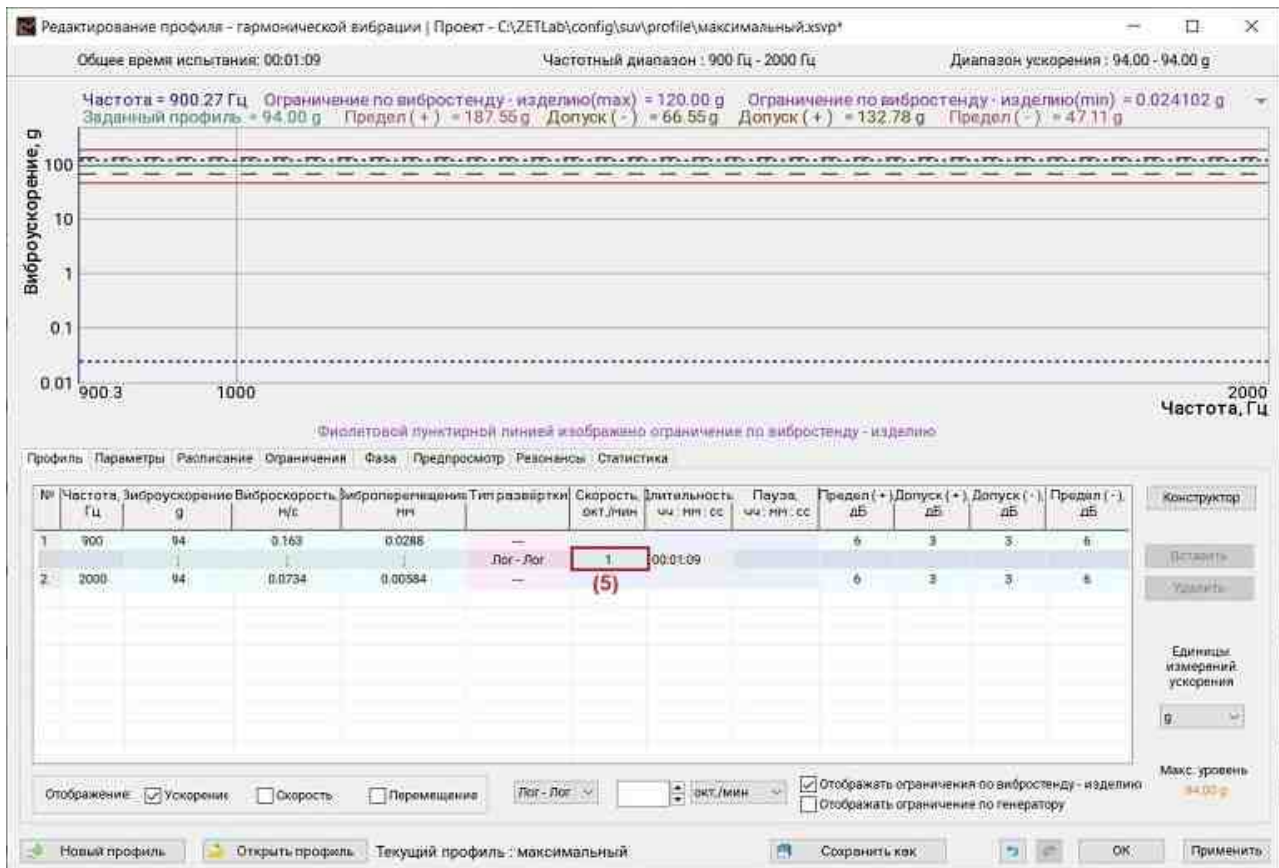 Редактирование профиля - гармонической вибрации | Проект - C:\ZETLab\config\suv\profile\максимальный.xsvp*
Общее время испытания: 00:01:09 Частотный диапазон : 900 Гц - 2000 Гц Диапазон ускорения : 94.00 - 94.00 g
Частота = 900.27 Гц Ограничение по вибростенду - изделию(max) = 120.00 g Ограничение по вибростенду - изделию(min) = 0.024102 g
Заданный профиль = 94.00 g Предел ( + ) = 187.55 g Допуск ( - ) = 66.55 g Допуск ( + ) = 132.78 g Предел ( - ) = 47.11 g
Виброускорение, g
100
10
1
0.1
0.01
900.3 1000 2000
Частота, Гц
Фиолетовой пунктирной линией изображено ограничение по вибростенду - изделию
Профиль Параметры Расписание Ограничения Фаза Предпросмотр Резонансы Статистика
№ Частота, Виброускорение Виброскорость, Виброперемещение Тип развёртки Скорость, Длительность Пауза, Предел ( + ), Допуск ( + ), Допуск ( - ), Предел ( - ), Конструктор
Гц g м/с мм окт./мин чч : мм : сс чч : мм : сс дБ дБ дБ дБ
1 900 94 0.163 0.0288 --- 6 3 3 6
Лог - Лог 1 00:01:09
2 2000 94 0.0734 0.00584 --- 6 3 3 6
(5)
Вставить
Удалить
Единицы
измерений
ускорения
g
Макс. уровень
94.00 g
Отображение: Ускорение Скорость Перемещение Лог - Лог окт./мин Отображать ограничения по вибростенду - изделию
Отображать ограничение по генератору
Новый профиль Открыть профиль Текущий профиль : максимальный Сохранить как ОК Применить